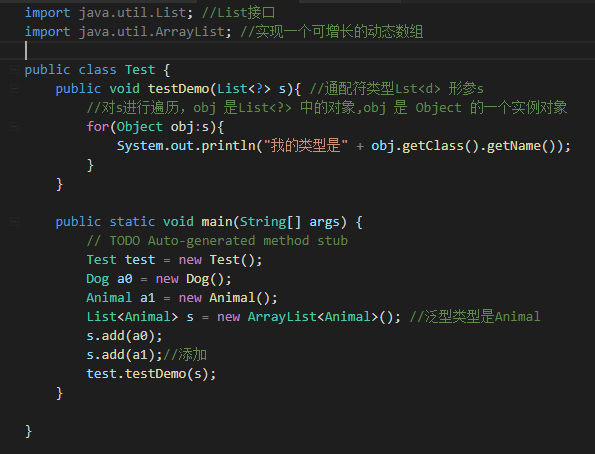 import java.util.List; //List接口
import java.util.ArrayList; //实现一个可增长的动态数组
public class Test {
public void testDemo(List<?> s){ //通配符类型Lst<d> 形参s
//对s进行遍历，obj 是List<?> 中的对象,obj 是 Object 的一个实例对象
for(Object obj:s){
System.out.println("我的类型是" + obj.getClass().getName());
}
}
public static void main(String[] args) {
// TODO Auto-generated method stub
Test test = new Test();
Dog a0 = new Dog();
Animal a1 = new Animal();
List<Animal> s = new ArrayList<Animal>(); //泛型类型是Animal
s.add(a0);
s.add(a1);//添加
test.testDemo(s);
}
}